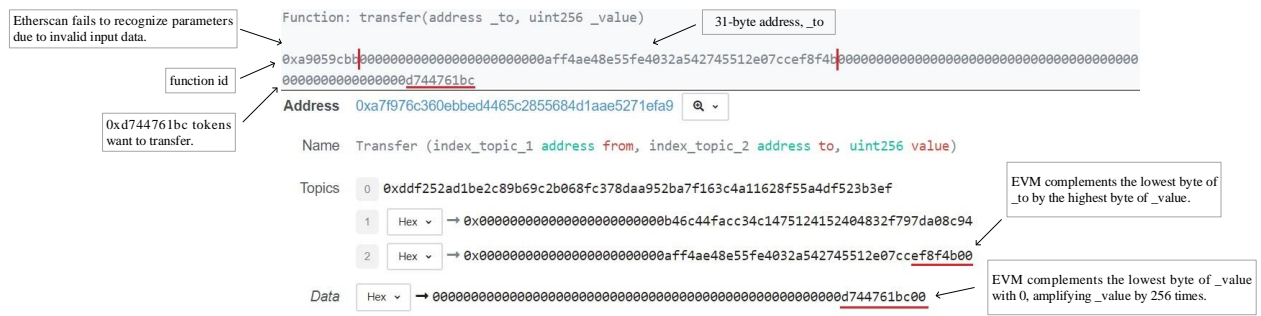 Etherscan fails to recognize parameters
due to invalid input data.
Function: transfer(address _to, uint256 _value)
31-byte address, _to
0xa9059cbb000000000000000000000000aff4ae48e55fe4032a542745512e07ccef8f4b000000000000000000000000000000000000000
0000000000000000d744761bc
function id
0xd744761bc tokens
want to transfer.
Address 0xa7f976c360ebbed4465c2855684d1aae5271efa9
Name Transfer (index_topic_1 address from, index_topic_2 address to, uint256 value)
Topics 0 0xddf252ad1be2c89b69c2b068fc378daa952ba7f163c4a11628f55a4df523b3ef
1 Hex → 0x000000000000000000000000b46c44facc34c1475124152404832f797da08c94
2 Hex → 0x000000000000000000000000aff4ae48e55fe4032a542745512e07ccef8f4b00
EVM complements the lowest byte of
_to by the highest byte of _value.
Data Hex → 00000000000000000000000000000000000000000000000000000d744761bc00
EVM complements the lowest byte of _value
with 0, amplifying _value by 256 times.